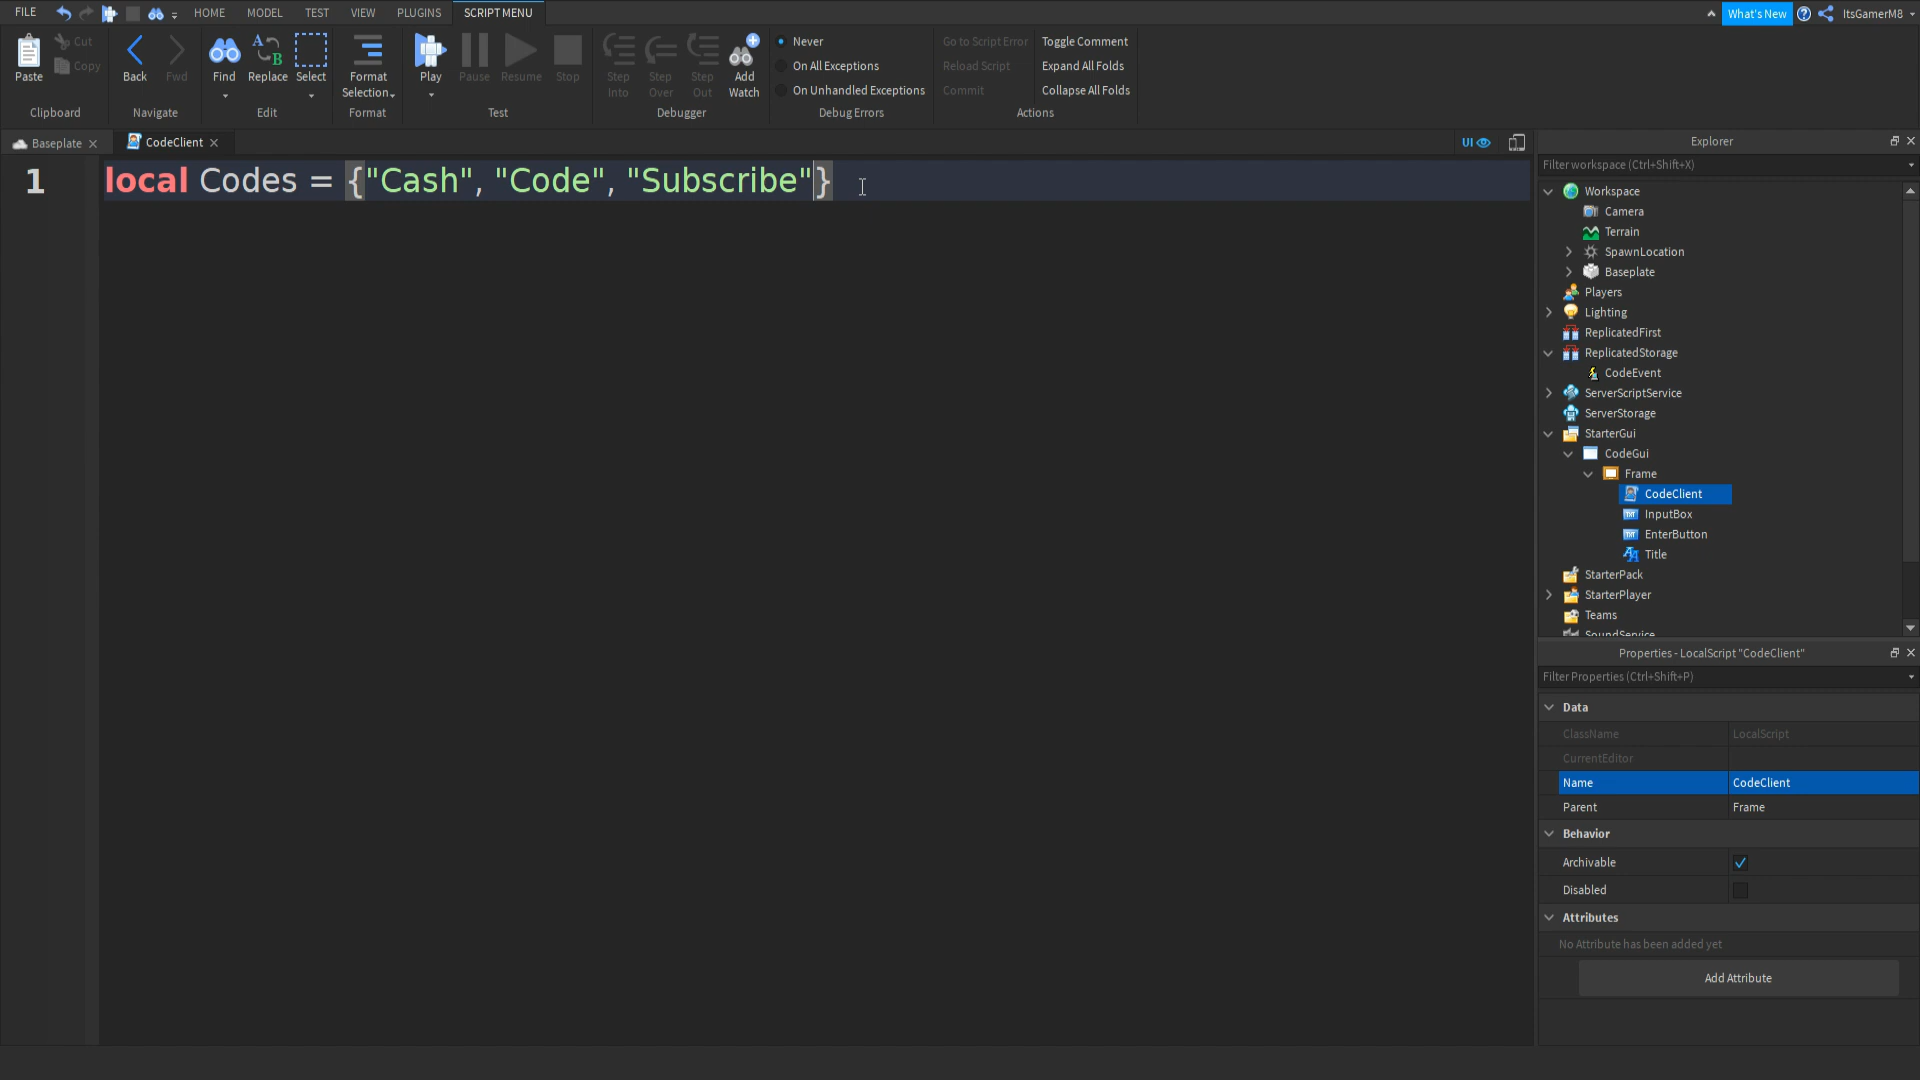 FILE HOME MODEL TEST VIEW PLUGINS SCRIPT MENU What's New ItsGamerM8
Paste Cut Copy
Clipboard
Back Fwd
Navigate
Find Replace Select
Edit
Format Selection
Format
Play Pause Resume Stop
Test
Step Into Step Over Step Out Add Watch
Debugger
Never
On All Exceptions
On Unhandled Exceptions
Debug Errors
Go to Script Error Toggle Comment
Reload Script Expand All Folds
Commit Collapse All Folds
Actions
Baseplate CodeClient UI
1 local Codes = {"Cash", "Code", "Subscribe"}
Explorer
Filter workspace (Ctrl+Shift+X)
Workspace
Camera
Terrain
SpawnLocation
Baseplate
Players
Lighting
ReplicatedFirst
ReplicatedStorage
CodeEvent
ServerScriptService
ServerStorage
StarterGui
CodeGui
Frame
CodeClient
InputBox
EnterButton
Title
StarterPack
StarterPlayer
Teams
SoundService
Properties - LocalScript "CodeClient"
Filter Properties (Ctrl+Shift+P)
Data
ClassName LocalScript
CurrentEditor
Name CodeClient
Parent Frame
Behavior
Archivable
Disabled
Attributes
No Attribute has been added yet
Add Attribute